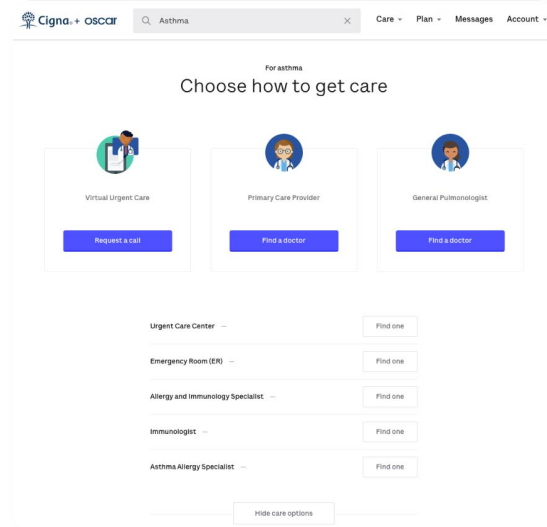 Cigna® + oscar
Asthma
Care
Plan
Messages
Account
For asthma
Choose how to get care
Virtual Urgent Care
Request a call
Primary Care Provider
Find a doctor
General Pulmonologist
Find a doctor
Urgent Care Center —
Find one
Emergency Room (ER) —
Find one
Allergy and Immunology Specialist —
Find one
Immunologist —
Find one
Asthma Allergy Specialist —
Find one
Hide care options